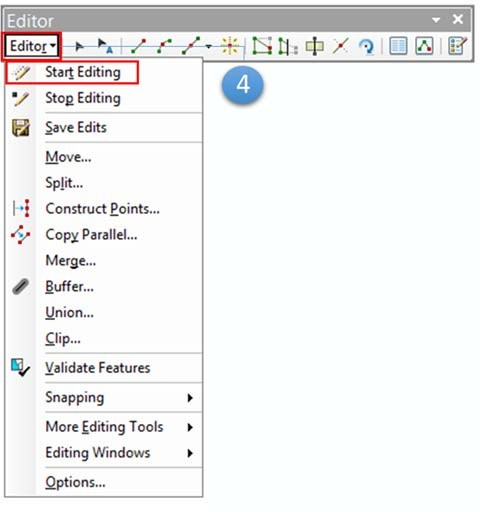 Editor
Editor
4
Start Editing
Stop Editing
Save Edits
Move...
Split...
Construct Points...
Copy Parallel...
Merge...
Buffer...
Union...
Clip...
Validate Features
Snapping
More Editing Tools
Editing Windows
Options...